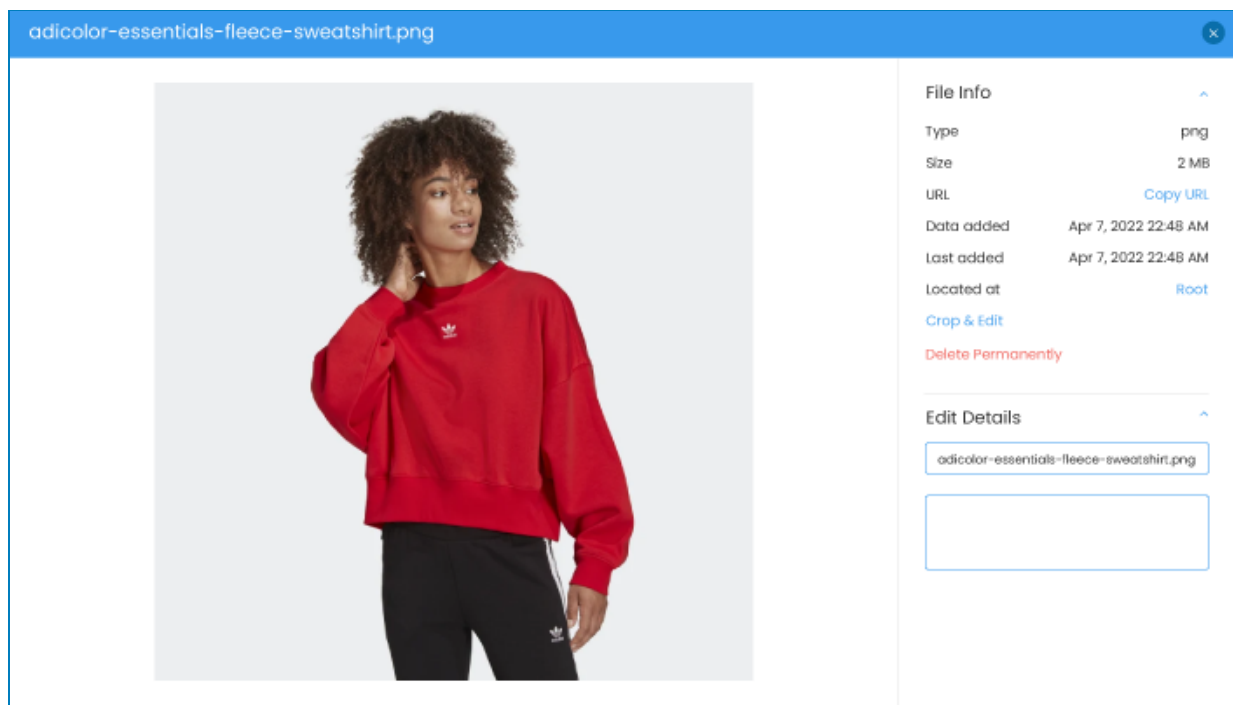 adicolor-essentials-fleece-sweatshirt.png
File Info
Type png
Size 2 MB
URL Copy URL
Data added Apr 7, 2022 22:48 AM
Last added Apr 7, 2022 22:48 AM
Located at Root
Crop & Edit
Delete Permanently
Edit Details
adicolor-essentials-fleece-sweatshirt.png